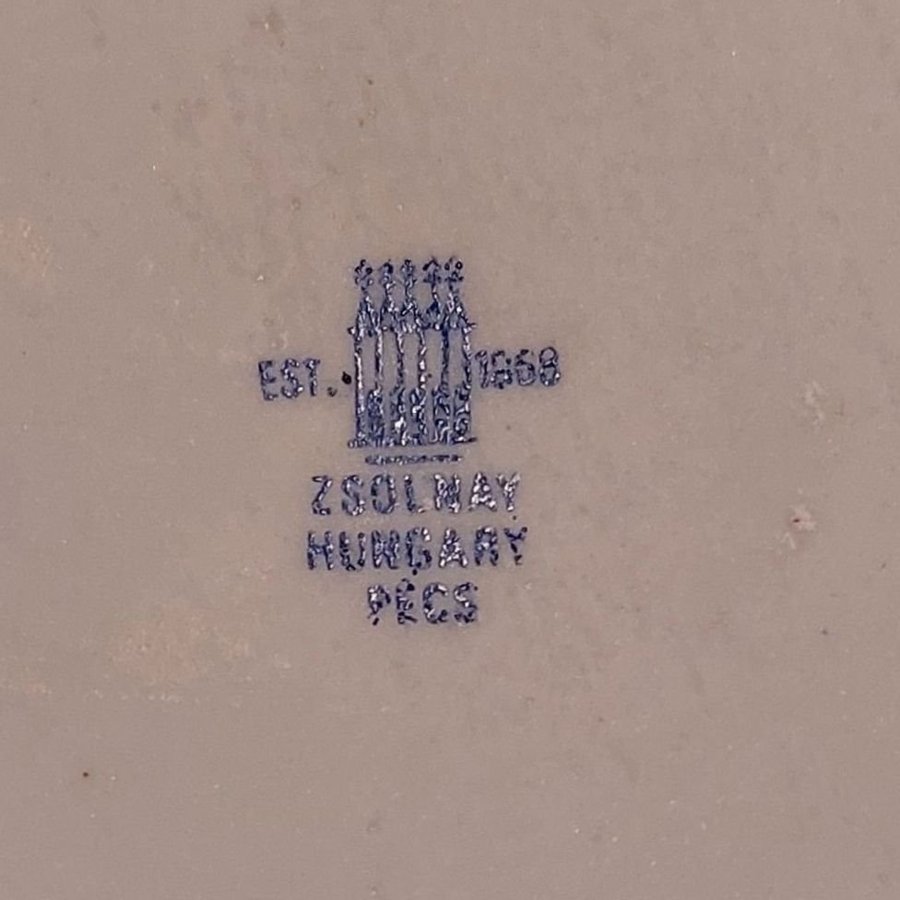 EST. 1868
ZSOLNAY
HUNGARY
PÉCS